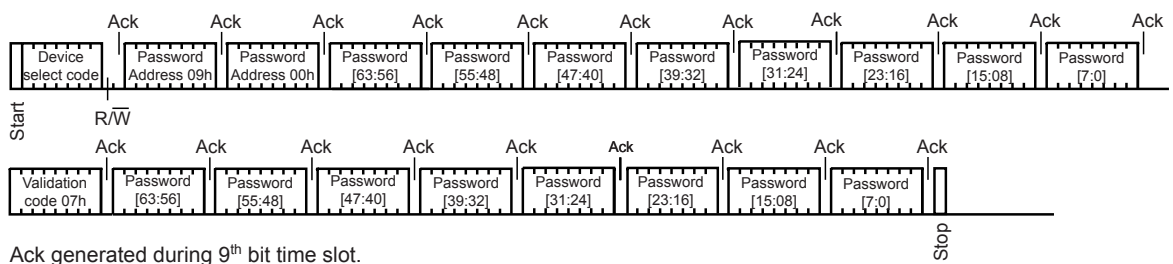 Ack Ack Ack Ack Ack Ack Ack Ack Ack Ack Ack
Device select code Password Address 09h Password Address 00h Password [63:56] Password [55:48] Password [47:40] Password [39:32] Password [31:24] Password [23:16] Password [15:08] Password [7:0]
Start R/W̅
Ack Ack Ack Ack Ack Ack Ack Ack Ack
Validation code 07h Password [63:56] Password [55:48] Password [47:40] Password [39:32] Password [31:24] Password [23:16] Password [15:08] Password [7:0]
Stop
Ack generated during 9th bit time slot.